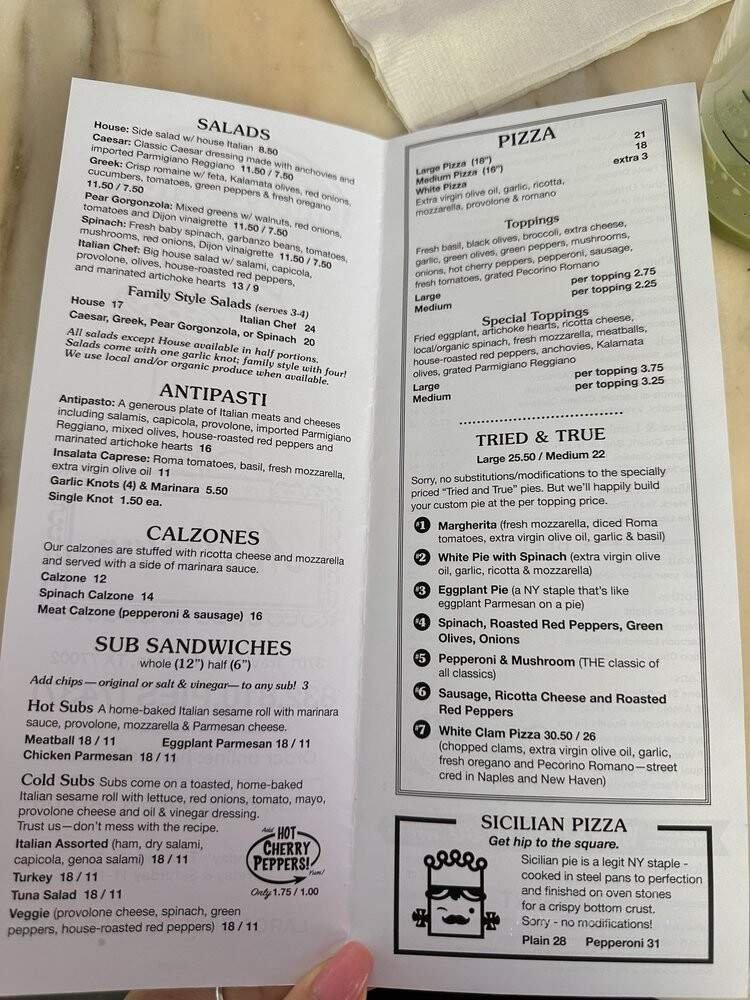 SALADS
House: Side salad w/ house Italian 8.50
Caesar: Classic Caesar dressing made with anchovies and
imported Parmigiano Reggiano 11.50 / 7.50
Greek: Crisp romaine w/ feta, Kalamata olives, red onions,
cucumbers, tomatoes, green peppers & fresh oregano
11.50 / 7.50
Pear Gorgonzola: Mixed greens w/ walnuts, red onions,
tomatoes and Dijon vinaigrette 11.50 / 7.50
Spinach: Fresh baby spinach, garbanzo beans, tomatoes,
mushrooms, red onions, Dijon vinaigrette 11.50 / 7.50
Italian Chef: Big house salad w/ salami, capicola,
provolone, olives, house-roasted red peppers,
and marinated artichoke hearts 13 / 9
Family Style Salads (serves 3-4)
House 17 Italian Chef 24
Caesar, Greek, Pear Gorgonzola, or Spinach 20
All salads except House available in half portions.
Salads come with one garlic knot; family style with four!
We use local and/or organic produce when available.
ANTIPASTI
Antipasto: A generous plate of Italian meats and cheeses
including salamis, capicola, provolone, imported Parmigiano
Reggiano, mixed olives, house-roasted red peppers and
marinated artichoke hearts 16
Insalata Caprese: Roma tomatoes, basil, fresh mozzarella,
extra virgin olive oil 11
Garlic Knots (4) & Marinara 5.50
Single Knot 1.50 ea.
CALZONES
Our calzones are stuffed with ricotta cheese and mozzarella
and served with a side of marinara sauce.
Calzone 12
Spinach Calzone 14
Meat Calzone (pepperoni & sausage) 16
SUB SANDWICHES
whole (12") half (6")
Add chips—original or salt & vinegar—to any sub! 3
Hot Subs A home-baked Italian sesame roll with marinara
sauce, provolone, mozzarella & Parmesan cheese.
Meatball 18 / 11 Eggplant Parmesan 18 / 11
Chicken Parmesan 18 / 11
Cold Subs Subs come on a toasted, home-baked
Italian sesame roll with lettuce, red onions, tomato, mayo,
provolone cheese and oil & vinegar dressing.
Trust us—don't mess with the recipe.
Italian Assorted (ham, dry salami,
capicola, genoa salami) 18 / 11
Turkey 18 / 11
Tuna Salad 18 / 11
Veggie (provolone cheese, spinach, green
peppers, house-roasted red peppers) 18 / 11
Add
HOT
CHERRY
PEPPERS!
Yum!
Only 1.75 / 1.00
PIZZA
Large Pizza (18") 21
Medium Pizza (16") 18
White Pizza extra 3
Extra virgin olive oil, garlic, ricotta,
mozzarella, provolone & romano
Toppings
Fresh basil, black olives, broccoli, extra cheese,
garlic, green olives, green peppers, mushrooms,
onions, hot cherry peppers, pepperoni, sausage,
fresh tomatoes, grated Pecorino Romano
Large per topping 2.75
Medium per topping 2.25
Special Toppings
Fried eggplant, artichoke hearts, ricotta cheese,
local/organic spinach, fresh mozzarella, meatballs,
house-roasted red peppers, anchovies, Kalamata
olives, grated Parmigiano Reggiano
Large per topping 3.75
Medium per topping 3.25
TRIED & TRUE
Large 25.50 / Medium 22
Sorry, no substitutions/modifications to the specially
priced "Tried and True" pies. But we'll happily build
your custom pie at the per topping price.
#1 Margherita (fresh mozzarella, diced Roma
tomatoes, extra virgin olive oil, garlic & basil)
#2 White Pie with Spinach (extra virgin olive
oil, garlic, ricotta & mozzarella)
#3 Eggplant Pie (a NY staple that's like
eggplant Parmesan on a pie)
#4 Spinach, Roasted Red Peppers, Green
Olives, Onions
#5 Pepperoni & Mushroom (THE classic of
all classics)
#6 Sausage, Ricotta Cheese and Roasted
Red Peppers
#7 White Clam Pizza 30.50 / 26
(chopped clams, extra virgin olive oil, garlic,
fresh oregano and Pecorino Romano—street
cred in Naples and New Haven)
SICILIAN PIZZA
Get hip to the square.
Sicilian pie is a legit NY staple -
cooked in steel pans to perfection
and finished on oven stones
for a crispy bottom crust.
Sorry - no modifications!
Plain 28 Pepperoni 31